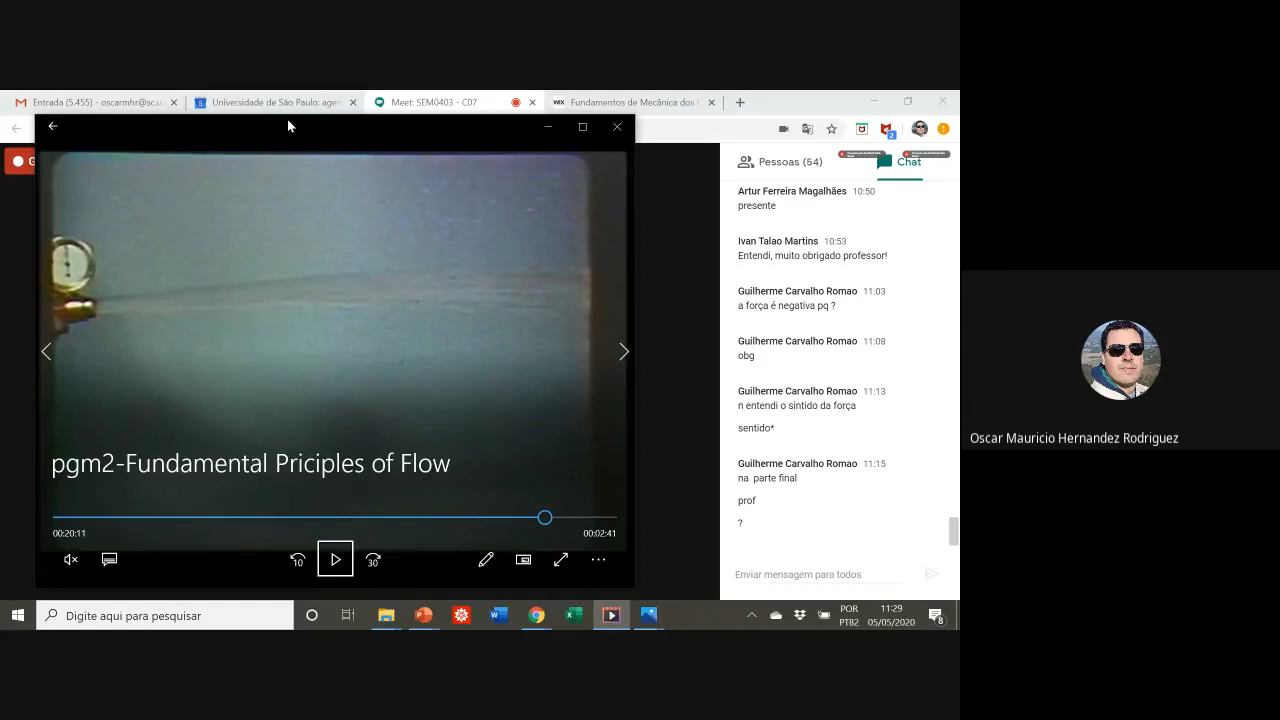 Entrada (5.455) - oscarmhr@sc.u
Universidade de São Paulo: age
Meet: SEM0403 - C07
WIX
Fundamentos de Mecânica dos
2
Pessoas (54)
Chat
Artur Ferreira Magalhães 10:50
presente
Ivan Talao Martins 10:53
Entendi, muito obrigado professor!
Guilherme Carvalho Romao 11:03
a força é negativa pq ?
Guilherme Carvalho Romao 11:08
obg
Guilherme Carvalho Romao 11:13
n entendi o sintido da força
sentido*
Guilherme Carvalho Romao 11:15
na parte final
prof
?
Enviar mensagem para todos
pgm2-Fundamental Priciples of Flow
00:20:11
00:02:41
10
30
Oscar Mauricio Hernandez Rodriguez
Digite aqui para pesquisar
POR
PTB2
11:29
05/05/2020
8